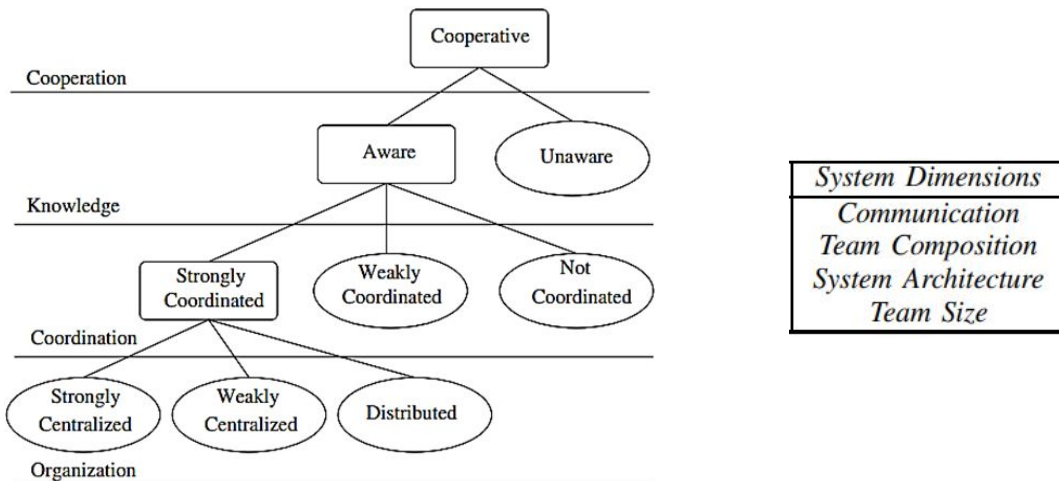 Cooperative
Cooperation
Aware
Unaware
Knowledge
Strongly
Coordinated
Weakly
Coordinated
Not
Coordinated
Coordination
Strongly
Centralized
Weakly
Centralized
Distributed
Organization
System Dimensions
Communication
Team Composition
System Architecture
Team Size